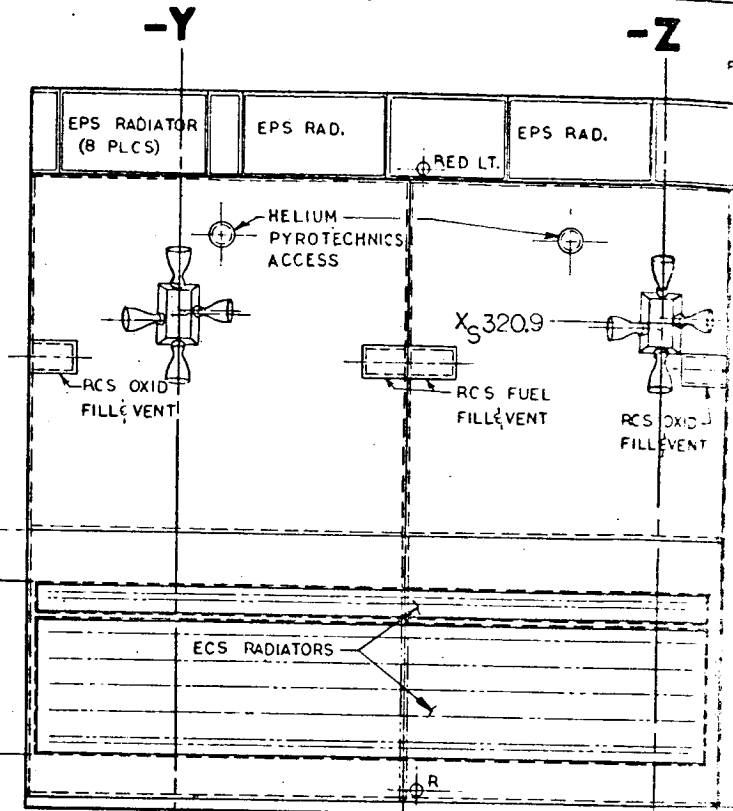 -Y
-Z
EPS RADIATOR
(8 PLCS)
EPS RAD.
EPS RAD.
RED LT.
HELIUM
PYROTECHNICS
ACCESS
XS320.9
RCS OXID
FILL & VENT
RCS FUEL
FILL & VENT
RCS OXID
FILL & VENT
ECS RADIATORS
R